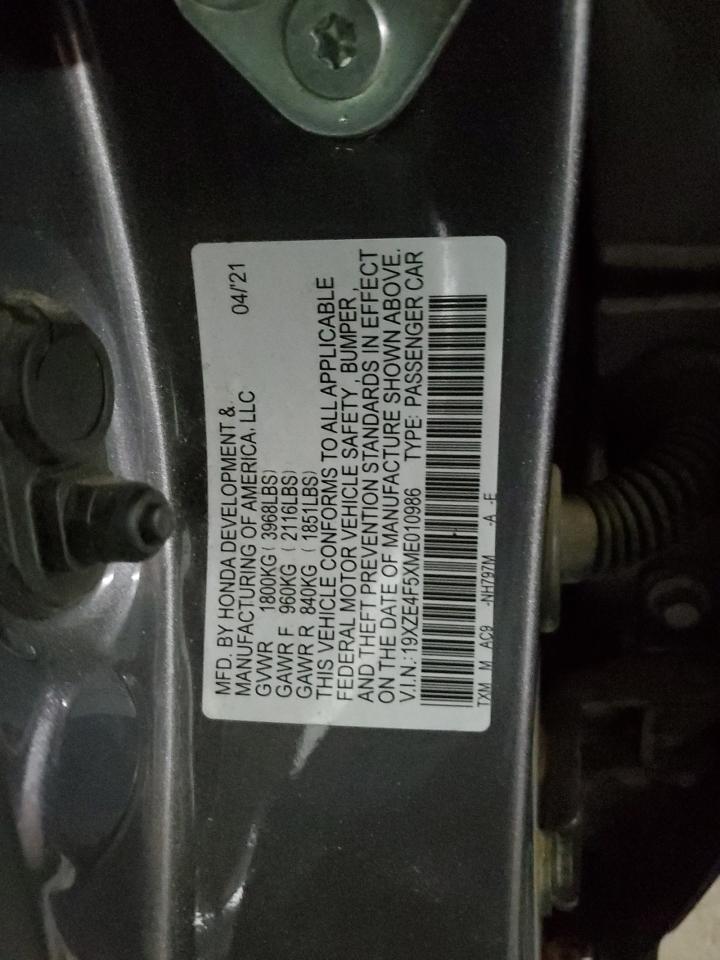 MFD. BY HONDA DEVELOPMENT & 04/'21
MANUFACTURING OF AMERICA, LLC
GVWR 1800KG ( 3968LBS)
GAWR F 960KG ( 2116LBS)
GAWR R 840KG ( 1851LBS)
THIS VEHICLE CONFORMS TO ALL APPLICABLE
FEDERAL MOTOR VEHICLE SAFETY , BUMPER ,
AND THEFT PREVENTION STANDARDS IN EFFECT
ON THE DATE OF MANUFACTURE SHOWN ABOVE.
V.I.N.: 19XZE4F5XME010986 TYPE: PASSENGER CAR
TXM M AC9 -NH797M -A -E